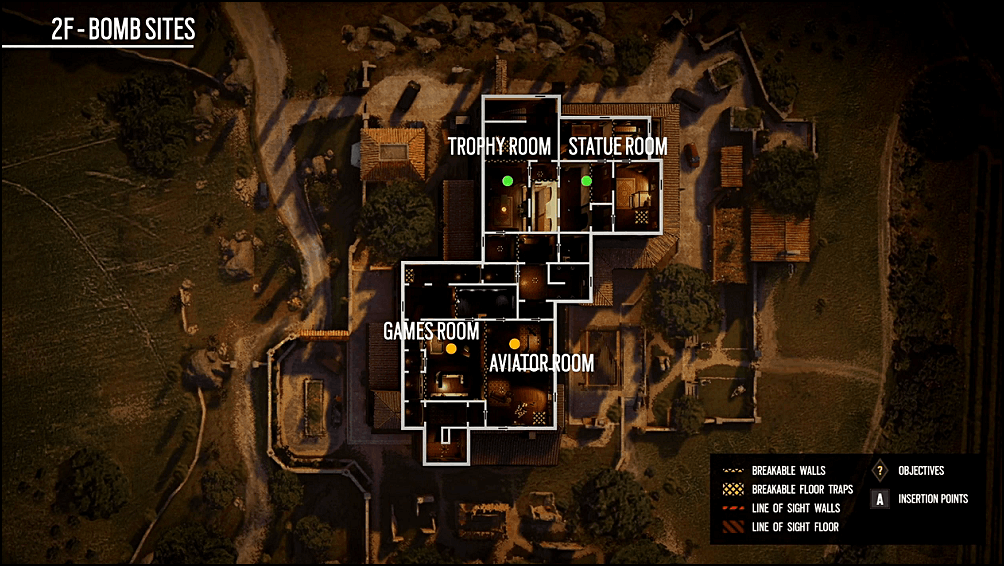 2F - BOMB SITES
TROPHY ROOM
STATUE ROOM
GAMES ROOM
AVIATOR ROOM
BREAKABLE WALLS
BREAKABLE FLOOR TRAPS
LINE OF SIGHT WALLS
LINE OF SIGHT FLOOR
? OBJECTIVES
A INSERTION POINTS